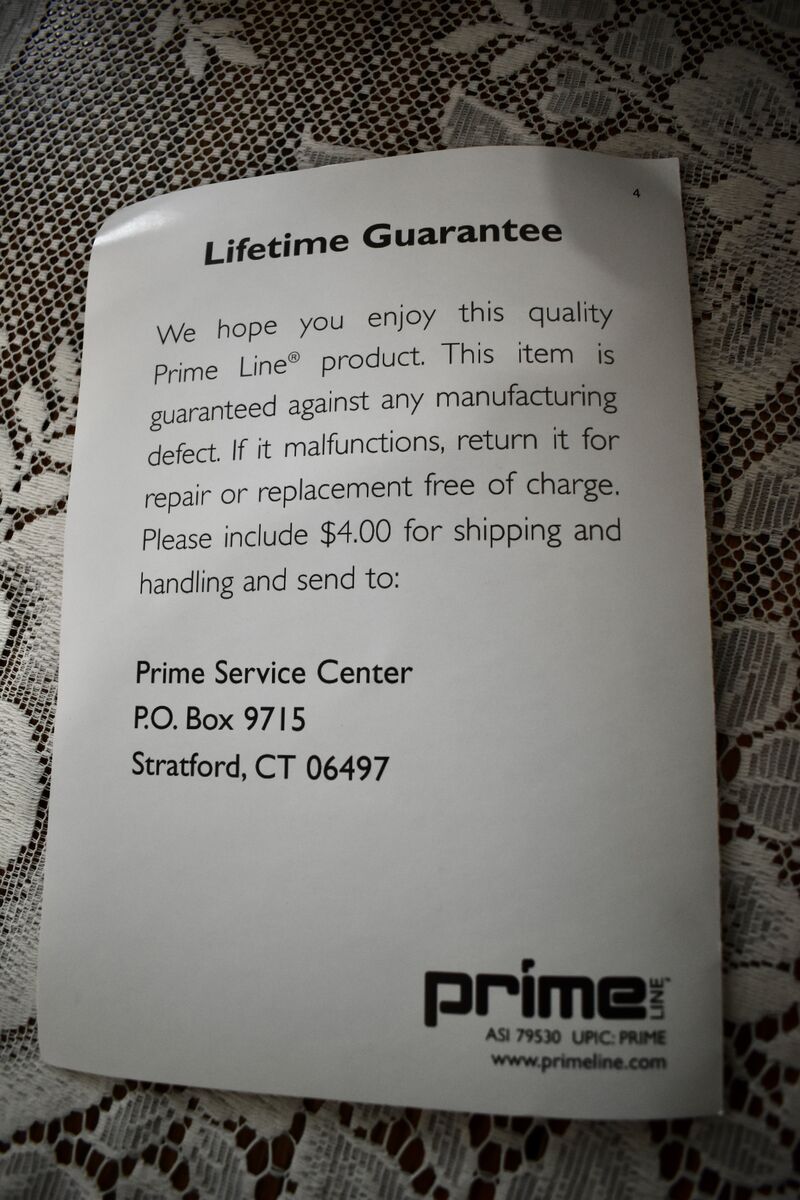 4
Lifetime Guarantee
We hope you enjoy this quality
Prime Line® product. This item is
guaranteed against any manufacturing
defect. If it malfunctions, return it for
repair or replacement free of charge.
Please include $4.00 for shipping and
handling and send to:
Prime Service Center
P.O. Box 9715
Stratford, CT 06497
prime LINE
ASI 79530 UPIC: PRIME
www.primeline.com